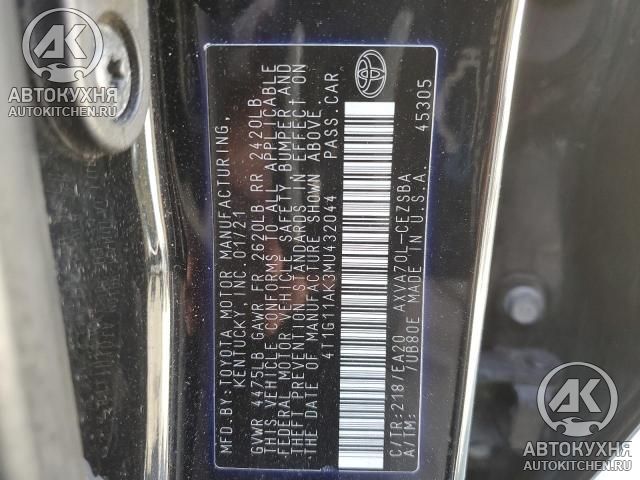 MFD. BY: TOYOTA MOTOR MANUFACTURING,
KENTUCKY, INC. 01/21
GVWR 4475LB GAWR FR 2620LB RR 2420LB
THIS VEHICLE CONFORMS TO ALL APPLICABLE
FEDERAL MOTOR VEHICLE SAFETY, BUMPER AND
THEFT PREVENTION STANDARDS IN EFFECT ON
THE DATE OF MANUFACTURE SHOWN ABOVE.
4T1G11AK3MU432044 PASS. CAR
C/TR:218/EA20 AXVA70L-CEZSBA 45305
A/TM: /UB80E MADE IN U.S.A.
AK
АВТОКУХНЯ
AUTOKITCHEN.RU
AK
АВТОКУХНЯ
AUTOKITCHEN.RU